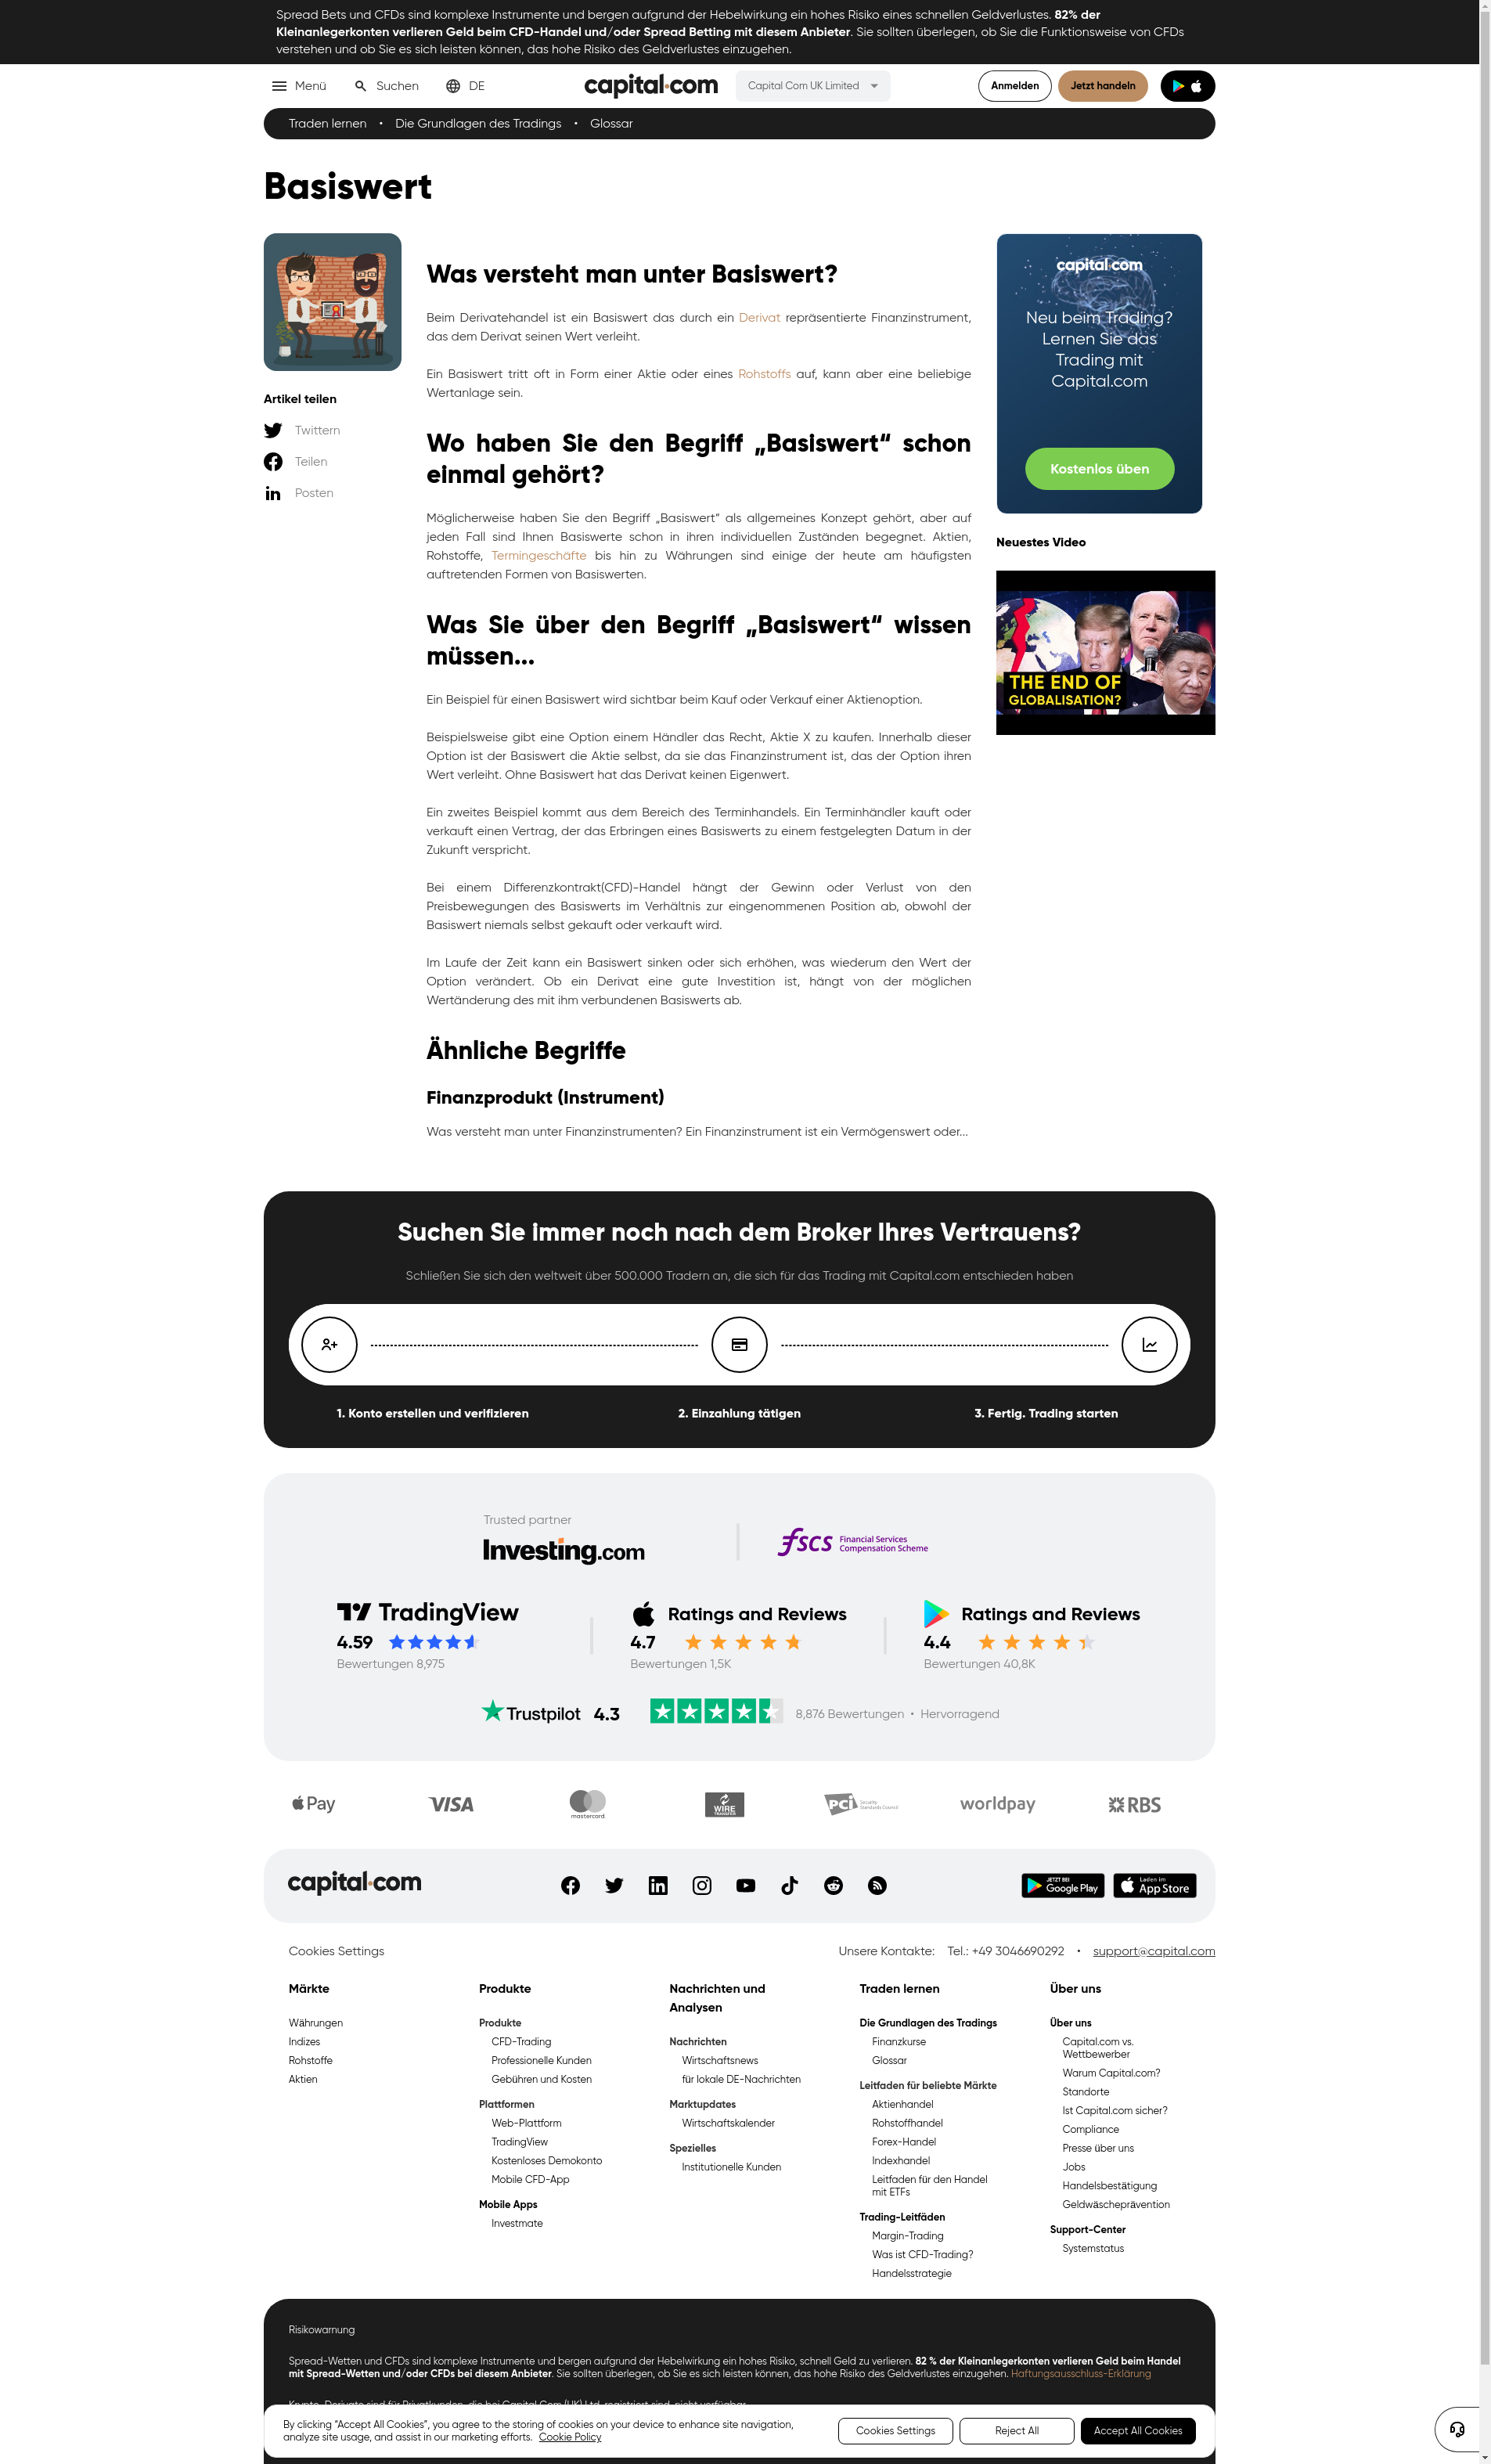 Spread Bets und CFDs sind komplexe Instrumente und bergen aufgrund der Hebelwirkung ein hohes Risiko eines schnellen Geldverlustes. 82% der
Kleinanlegerkonten verlieren Geld beim CFD-Handel und/oder Spread Betting mit diesem Anbieter. Sie sollten überlegen, ob Sie die Funktionsweise von CFDs
verstehen und ob Sie es sich leisten können, das hohe Risiko des Geldverlustes einzugehen.
Menü Suchen DE capital.com Capital Com UK Limited Anmelden Jetzt handeln
Traden lernen • Die Grundlagen des Tradings • Glossar
Basiswert
Artikel teilen
Twittern
Teilen
Posten
Was versteht man unter Basiswert?
Beim Derivatehandel ist ein Basiswert das durch ein Derivat repräsentierte Finanzinstrument,
das dem Derivat seinen Wert verleiht.
Ein Basiswert tritt oft in Form einer Aktie oder eines Rohstoffs auf, kann aber eine beliebige
Wertanlage sein.
Wo haben Sie den Begriff „Basiswert“ schon
einmal gehört?
Möglicherweise haben Sie den Begriff „Basiswert“ als allgemeines Konzept gehört, aber auf
jeden Fall sind Ihnen Basiswerte schon in ihren individuellen Zuständen begegnet. Aktien,
Rohstoffe, Termingeschäfte bis hin zu Währungen sind einige der heute am häufigsten
auftretenden Formen von Basiswerten.
Was Sie über den Begriff „Basiswert“ wissen
müssen...
Ein Beispiel für einen Basiswert wird sichtbar beim Kauf oder Verkauf einer Aktienoption.
Beispielsweise gibt eine Option einem Händler das Recht, Aktie X zu kaufen. Innerhalb dieser
Option ist der Basiswert die Aktie selbst, da sie das Finanzinstrument ist, das der Option ihren
Wert verleiht. Ohne Basiswert hat das Derivat keinen Eigenwert.
Ein zweites Beispiel kommt aus dem Bereich des Terminhandels. Ein Terminhändler kauft oder
verkauft einen Vertrag, der das Erbringen eines Basiswerts zu einem festgelegten Datum in der
Zukunft verspricht.
Bei einem Differenzkontrakt(CFD)-Handel hängt der Gewinn oder Verlust von den
Preisbewegungen des Basiswerts im Verhältnis zur eingenommenen Position ab, obwohl der
Basiswert niemals selbst gekauft oder verkauft wird.
Im Laufe der Zeit kann ein Basiswert sinken oder sich erhöhen, was wiederum den Wert der
Option verändert. Ob ein Derivat eine gute Investition ist, hängt von der möglichen
Wertänderung des mit ihm verbundenen Basiswerts ab.
Ähnliche Begriffe
Finanzprodukt (Instrument)
Was versteht man unter Finanzinstrumenten? Ein Finanzinstrument ist ein Vermögenswert oder...
capital.com
Neu beim Trading?
Lernen Sie das
Trading mit
Capital.com
Kostenlos üben
Neuestes Video
THE END OF
GLOBALISATION?
Suchen Sie immer noch nach dem Broker Ihres Vertrauens?
Schließen Sie sich den weltweit über 500.000 Tradern an, die sich für das Trading mit Capital.com entschieden haben
1. Konto erstellen und verifizieren 2. Einzahlung tätigen 3. Fertig. Trading starten
Trusted partner
Investing.com
fscs Financial Services
Compensation Scheme
TradingView
4.59
Bewertungen 8,975
Ratings and Reviews
4.7
Bewertungen 1,5K
Ratings and Reviews
4.4
Bewertungen 40,8K
Trustpilot 4.3 8,876 Bewertungen • Hervorragend
Pay VISA mastercard WIRE TRANSFER PCI Security Standards Council worldpay RBS
capital.com JETZT BEI Google Play Laden im App Store
Cookies Settings Unsere Kontakte: Tel.: +49 3046690292 • support@capital.com
Märkte
Währungen
Indizes
Rohstoffe
Aktien
Produkte
Produkte
CFD-Trading
Professionelle Kunden
Gebühren und Kosten
Plattformen
Web-Plattform
TradingView
Kostenloses Demokonto
Mobile CFD-App
Mobile Apps
Investmate
Nachrichten und
Analysen
Nachrichten
Wirtschaftsnews
für lokale DE-Nachrichten
Marktupdates
Wirtschaftskalender
Spezielles
Institutionelle Kunden
Traden lernen
Die Grundlagen des Tradings
Finanzkurse
Glossar
Leitfaden für beliebte Märkte
Aktienhandel
Rohstoffhandel
Forex-Handel
Indexhandel
Leitfaden für den Handel
mit ETFs
Trading-Leitfäden
Margin-Trading
Was ist CFD-Trading?
Handelsstrategie
Über uns
Über uns
Capital.com vs.
Wettbewerber
Warum Capital.com?
Standorte
Ist Capital.com sicher?
Compliance
Presse über uns
Jobs
Handelsbestätigung
Geldwäscheprävention
Support-Center
Systemstatus
Risikowarnung
Spread-Wetten und CFDs sind komplexe Instrumente und bergen aufgrund der Hebelwirkung ein hohes Risiko, schnell Geld zu verlieren. 82 % der Kleinanlegerkonten verlieren Geld beim Handel
mit Spread-Wetten und/oder CFDs bei diesem Anbieter. Sie sollten überlegen, ob Sie es sich leisten können, das hohe Risiko des Geldverlustes einzugehen. Haftungsausschluss-Erklärung
Krypto-Derivate sind für Privatkunden, die bei Capital Com (UK) Ltd. registriert sind, nicht verfügbar.
By clicking “Accept All Cookies”, you agree to the storing of cookies on your device to enhance site navigation,
analyze site usage, and assist in our marketing efforts. Cookie Policy
Cookies Settings Reject All Accept All Cookies